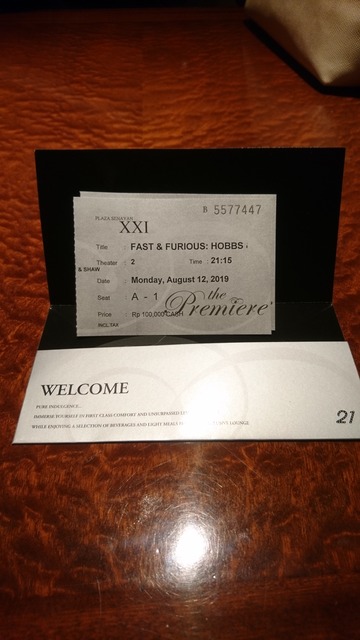 B 5577447
PLAZA SENAYAN
XXI
Title : FAST & FURIOUS: HOBBS
& SHAW
Theater : 2 Time : 21:15
Date : Monday, August 12, 2019
Seat : A - 1
the Premiere
Price : Rp 100,000 CASH
INCL.TAX
WELCOME
PURE INDULGENCE...
IMMERSE YOURSELF IN FIRST CLASS COMFORT AND UNSURPASSED
WHILE ENJOYING A SELECTION OF BEVERAGES AND LIGHT MEALS LOUNGE
21